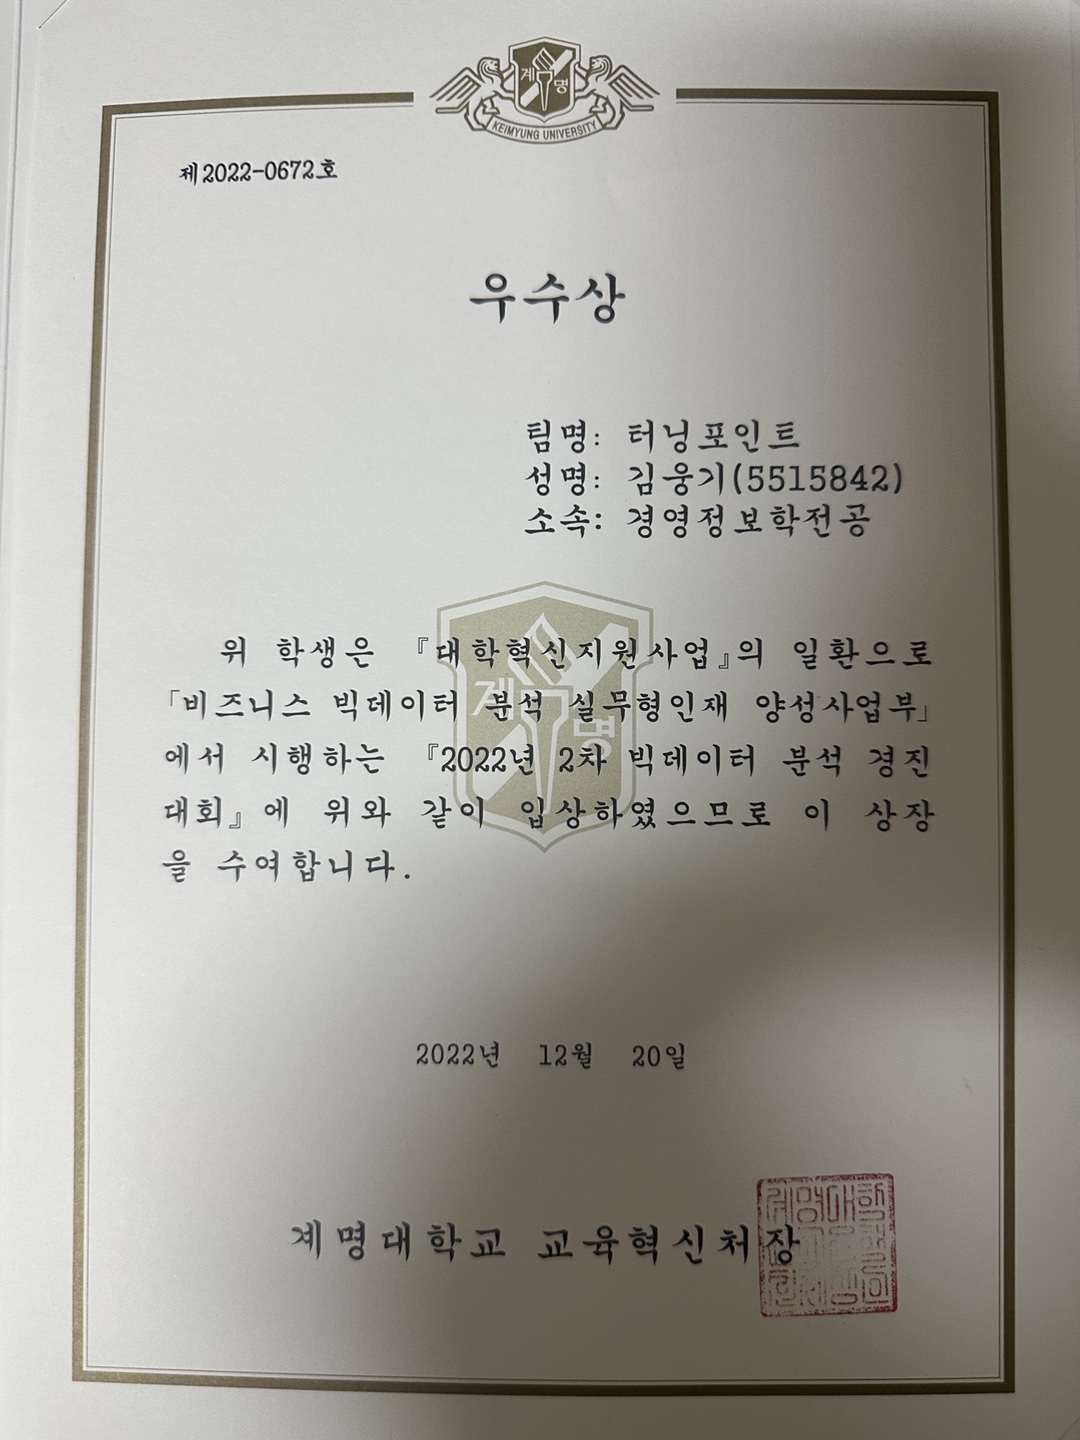 계명
KEIMYUNG UNIVERSITY
제2022-0672호
우수상
팀명: 터닝포인트
성명: 김웅기(5515842)
소속: 경영정보학전공
위 학생은 『대학혁신지원사업』의 일환으로
「비즈니스 빅데이터 분석 실무형인재 양성사업부」
에서 시행하는 『2022년 2차 빅데이터 분석 경진
대회』에 위와 같이 입상하였으므로 이 상장
을 수여합니다.
계명
2022년 12월 20일
계명대학교 교육혁신처장